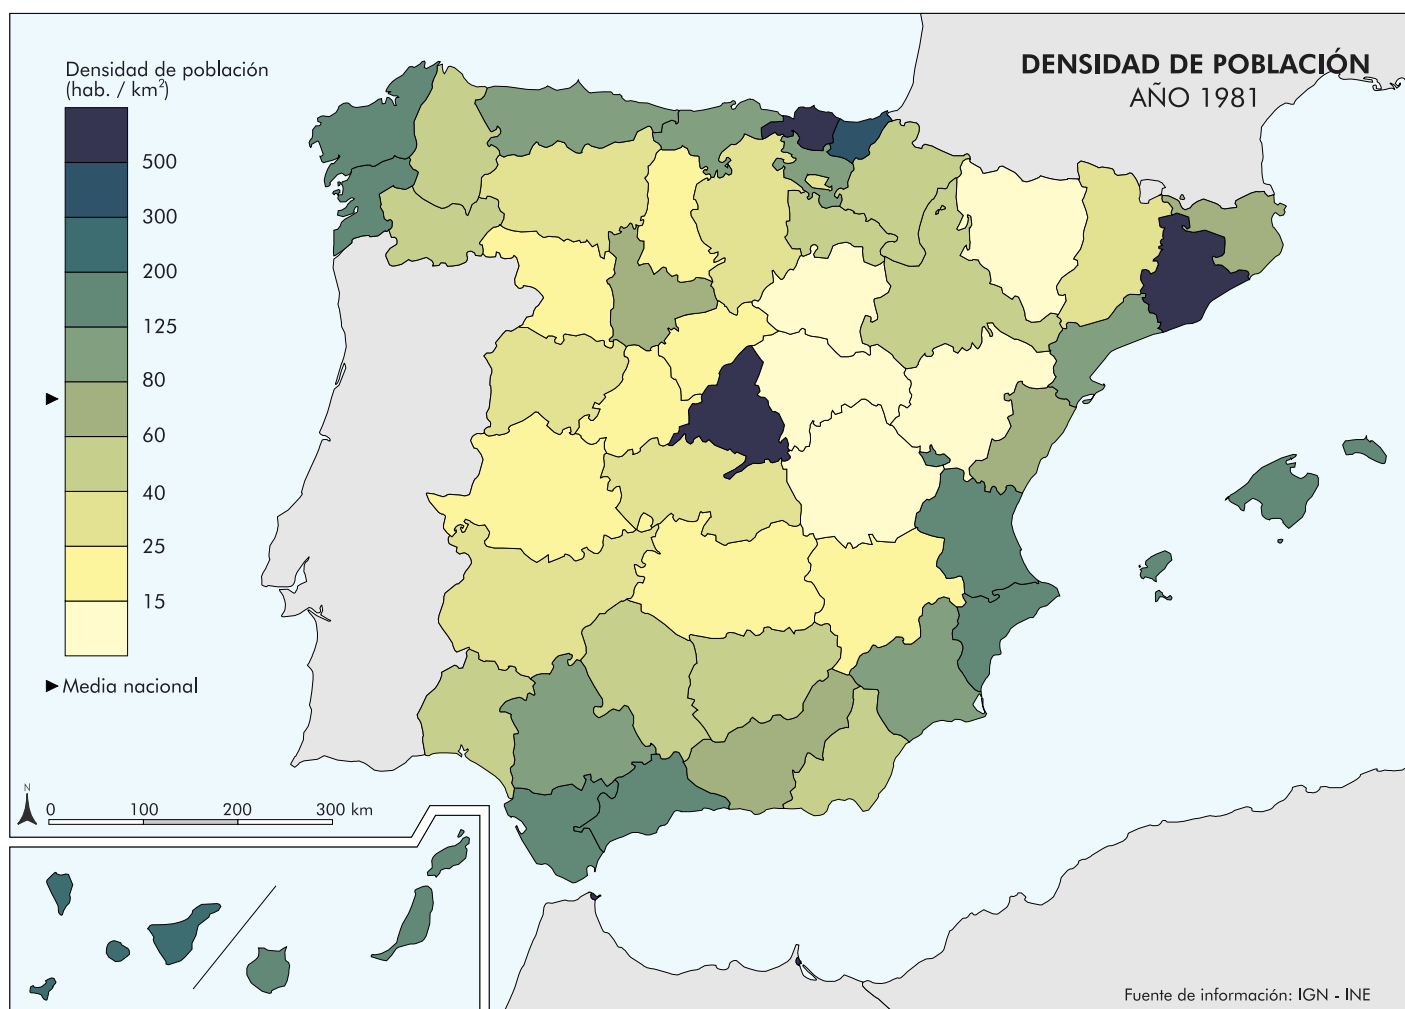 DENSIDAD DE POBLACIÓN
AÑO 1981
Densidad de población
(hab. / km²)
500
300
200
125
80
60
40
25
15
► Media nacional
N
0 100 200 300 km
Fuente de información: IGN - INE